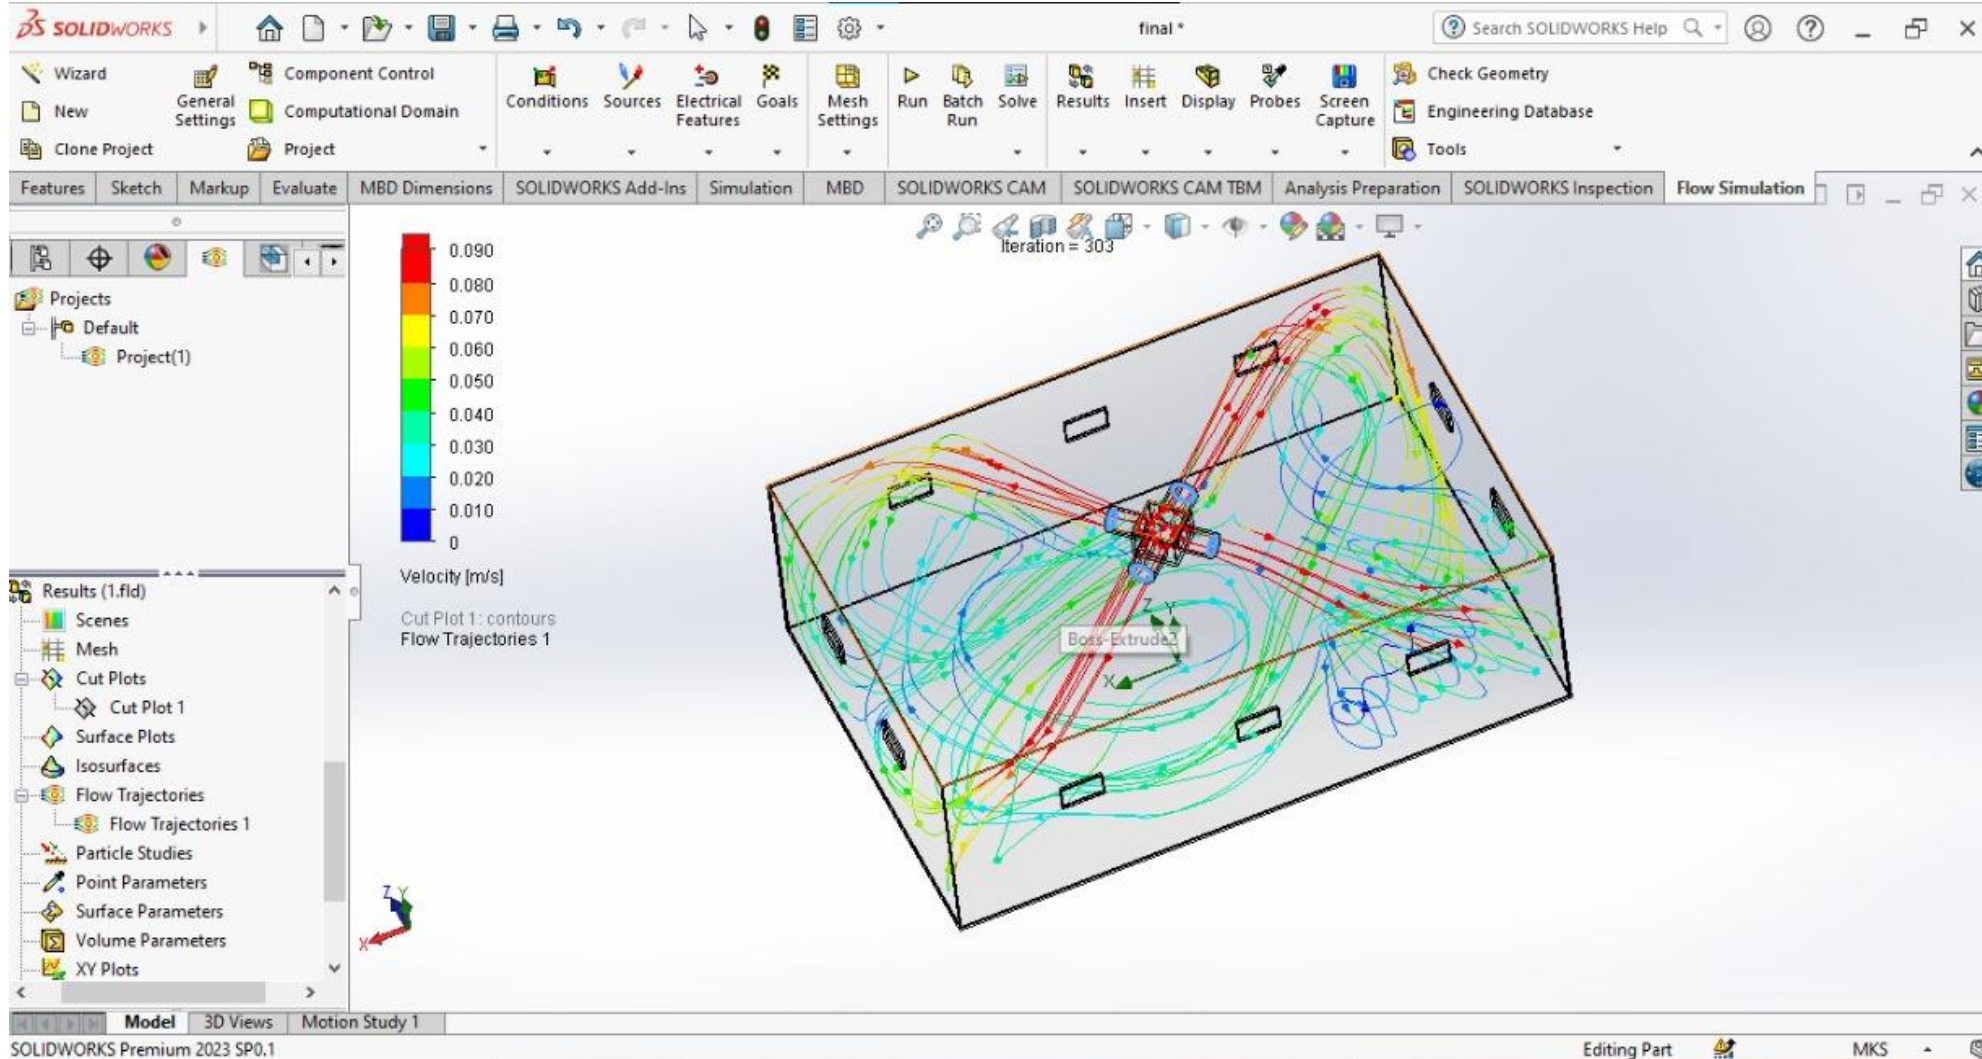 SOLIDWORKS
final *
Search SOLIDWORKS Help
Wizard
New
Clone Project
General Settings
Component Control
Computational Domain
Project
Conditions
Sources
Electrical Features
Goals
Mesh Settings
Run
Batch Run
Solve
Results
Insert
Display
Probes
Screen Capture
Check Geometry
Engineering Database
Tools
Features
Sketch
Markup
Evaluate
MBD Dimensions
SOLIDWORKS Add-Ins
Simulation
MBD
SOLIDWORKS CAM
SOLIDWORKS CAM TBM
Analysis Preparation
SOLIDWORKS Inspection
Flow Simulation
Projects
Default
Project(1)
Results (1.fld)
Scenes
Mesh
Cut Plots
Cut Plot 1
Surface Plots
Isosurfaces
Flow Trajectories
Flow Trajectories 1
Particle Studies
Point Parameters
Surface Parameters
Volume Parameters
XY Plots
0.090
0.080
0.070
0.060
0.050
0.040
0.030
0.020
0.010
0
Velocity [m/s]
Cut Plot 1: contours
Flow Trajectories 1
Iteration = 303
Z
Y
Boss-Extrude2
X
Z
Y
X
Model
3D Views
Motion Study 1
SOLIDWORKS Premium 2023 SP0.1
Editing Part
MKS